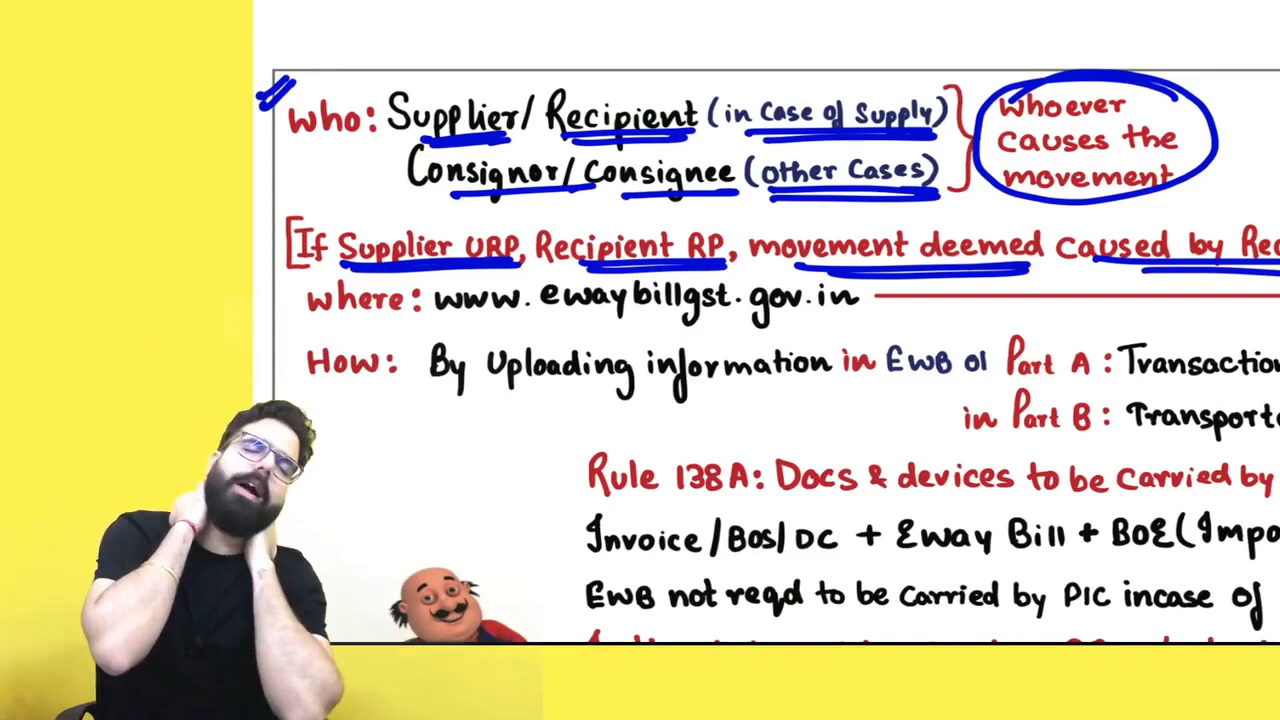 Who: Supplier/ Recipient (in Case of Supply)
Consignor/ Consignee (other Cases)
Whoever
causes the
movement
[If Supplier URP, Recipient RP, movement deemed caused by Rec
where: www.ewaybillgst.gov.in
How: By Uploading information in EWB 01 Part A: Transaction
in Part B: Transporte
Rule 138A: Docs & devices to be carried by
Invoice/BOS/DC + Eway Bill + BOE(Impo
EWB not reqd to be carried by PIC incase of